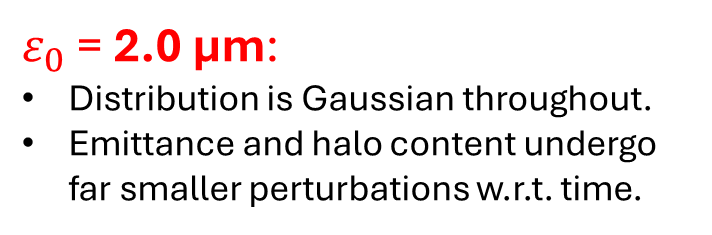 ε₀ = 2.0 μm:
• Distribution is Gaussian throughout.
• Emittance and halo content undergo
far smaller perturbations w.r.t. time.